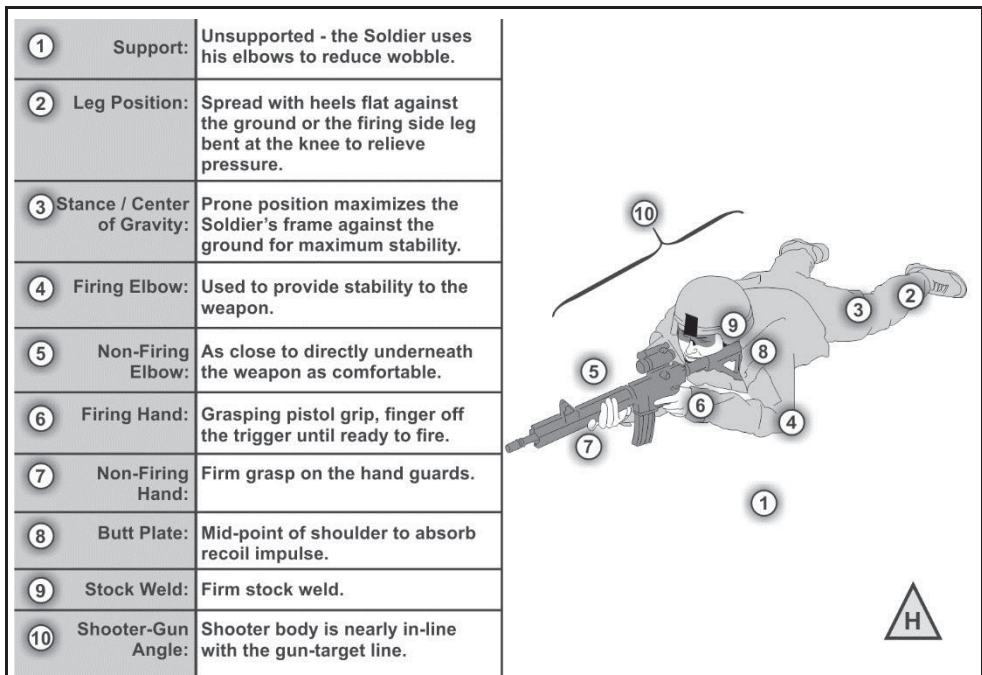 1 Support: Unsupported - the Soldier uses
his elbows to reduce wobble.
2 Leg Position: Spread with heels flat against
the ground or the firing side leg
bent at the knee to relieve
pressure.
3 Stance / Center
of Gravity:
Prone position maximizes the
Soldier's frame against the
ground for maximum stability.
4 Firing Elbow: Used to provide stability to the
weapon.
5 Non-Firing
Elbow:
As close to directly underneath
the weapon as comfortable.
6 Firing Hand: Grasping pistol grip, finger off
the trigger until ready to fire.
7 Non-Firing
Hand:
Firm grasp on the hand guards.
8 Butt Plate: Mid-point of shoulder to absorb
recoil impulse.
9 Stock Weld: Firm stock weld.
10 Shooter-Gun
Angle:
Shooter body is nearly in-line
with the gun-target line.
10
2
3
9
8
5
6
4
7
1
H